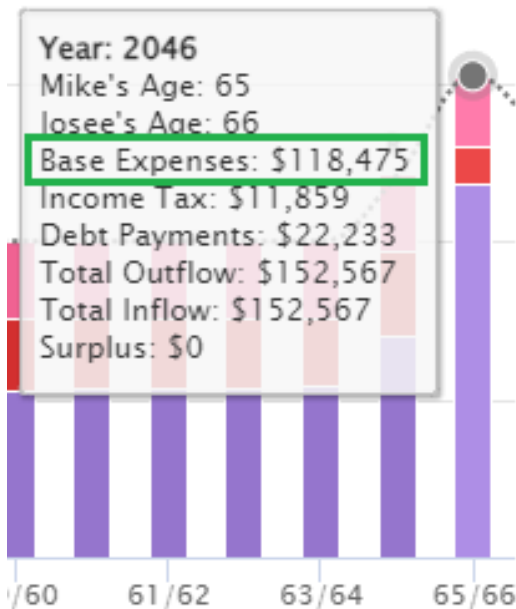 Year: 2046
Mike's Age: 65
Josee's Age: 66
Base Expenses: $118,475
Income Tax: $11,859
Debt Payments: $22,233
Total Outflow: $152,567
Total Inflow: $152,567
Surplus: $0
/60 61/62 63/64 65/66